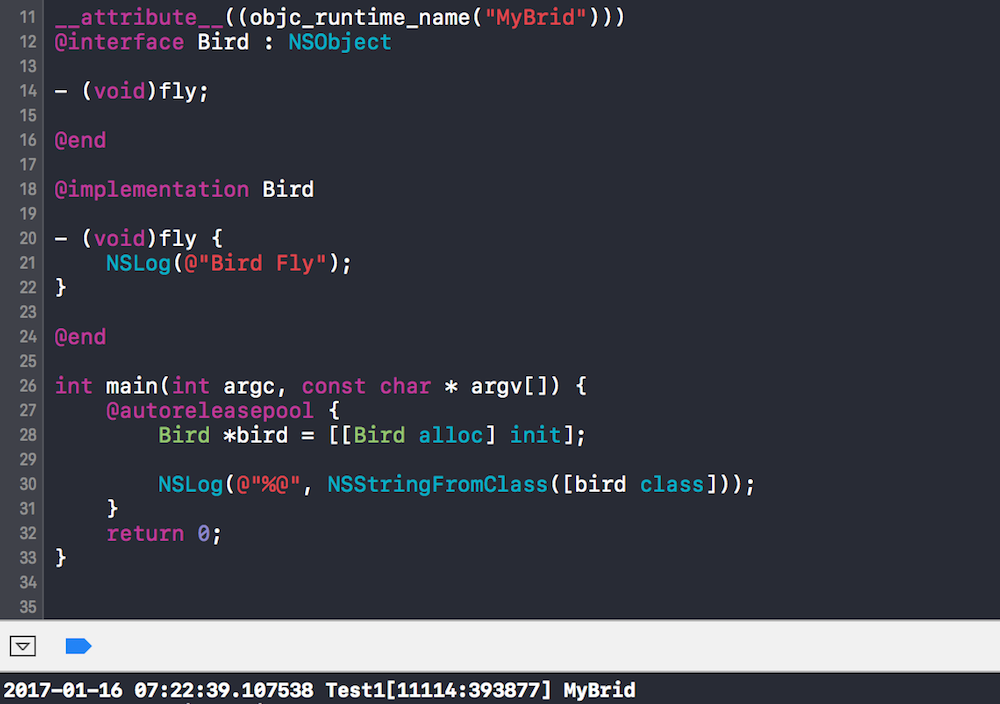 11 __attribute__((objc_runtime_name("MyBrid")))
12 @interface Bird : NSObject
13
14 - (void)fly;
15
16 @end
17
18 @implementation Bird
19
20 - (void)fly {
21     NSLog(@"Bird Fly");
22 }
23
24 @end
25
26 int main(int argc, const char * argv[]) {
27     @autoreleasepool {
28         Bird *bird = [[Bird alloc] init];
29
30         NSLog(@"%@", NSStringFromClass([bird class]));
31     }
32     return 0;
33 }
34
35
2017-01-16 07:22:39.107538 Test1[11114:393877] MyBrid